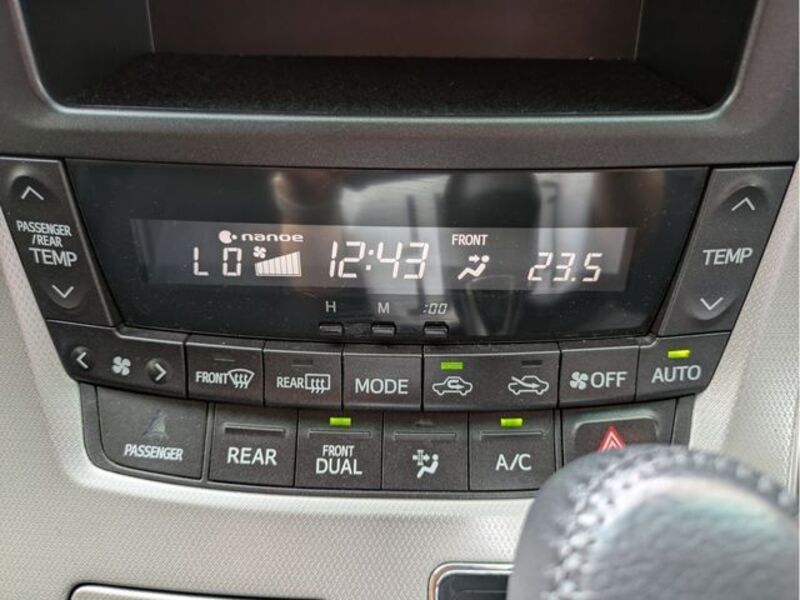 PASSENGER
/REAR
TEMP
nanoe
LO
12:43
FRONT
23.5
TEMP
H M :00
FRONT
REAR
MODE
OFF
AUTO
PASSENGER
REAR
FRONT
DUAL
A/C